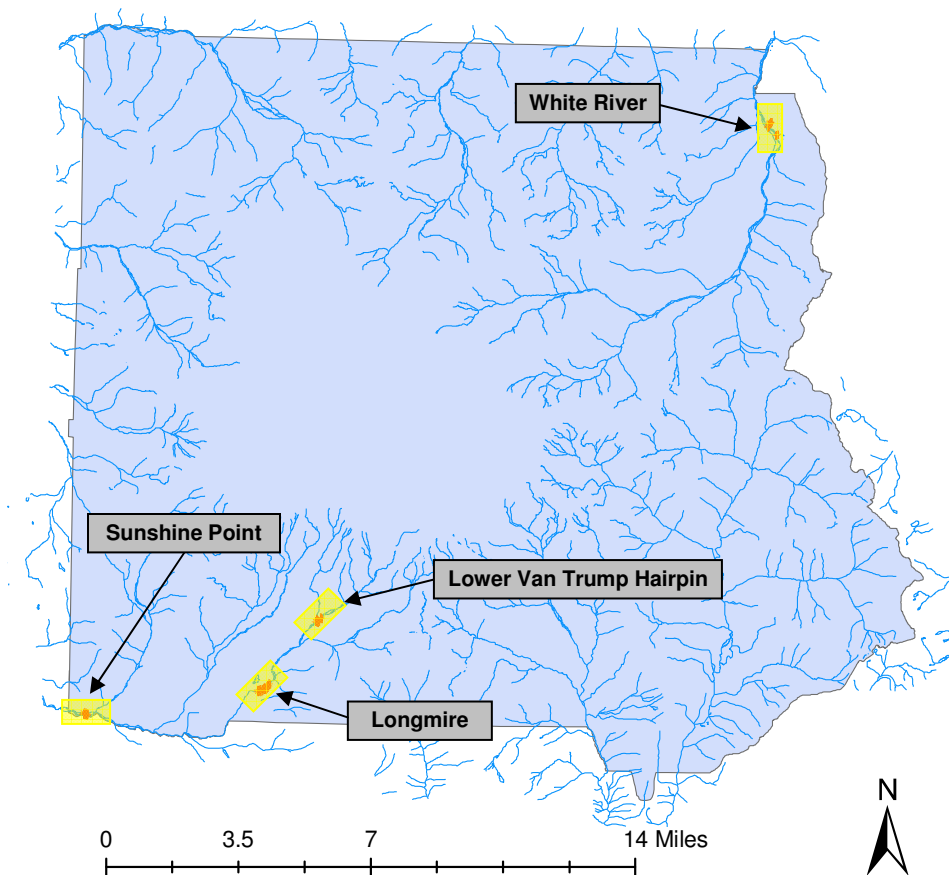 White River
Sunshine Point
Lower Van Trump Hairpin
Longmire
N
0 3.5 7 14 Miles